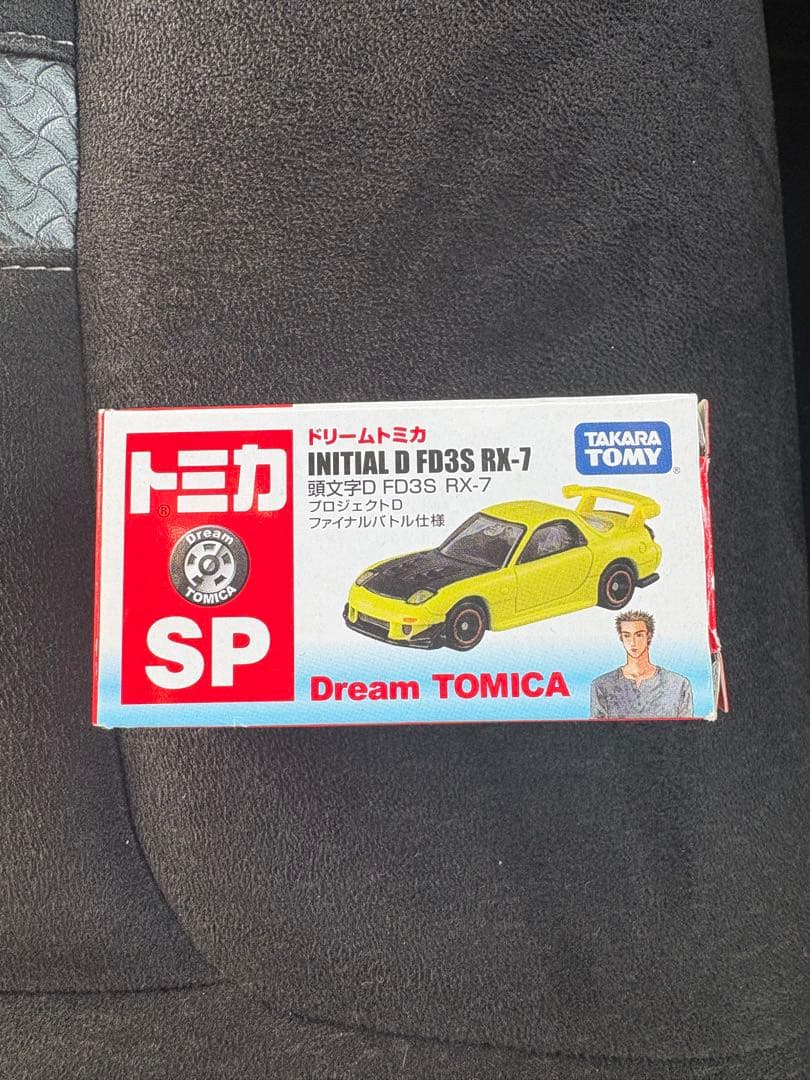 トミカ
®
Dream
TOMICA
SP
ドリームトミカ
INITIAL D FD3S RX-7
頭文字D FD3S RX-7
プロジェクトD
ファイナルバトル仕様
TAKARA
TOMY
®
Dream TOMICA